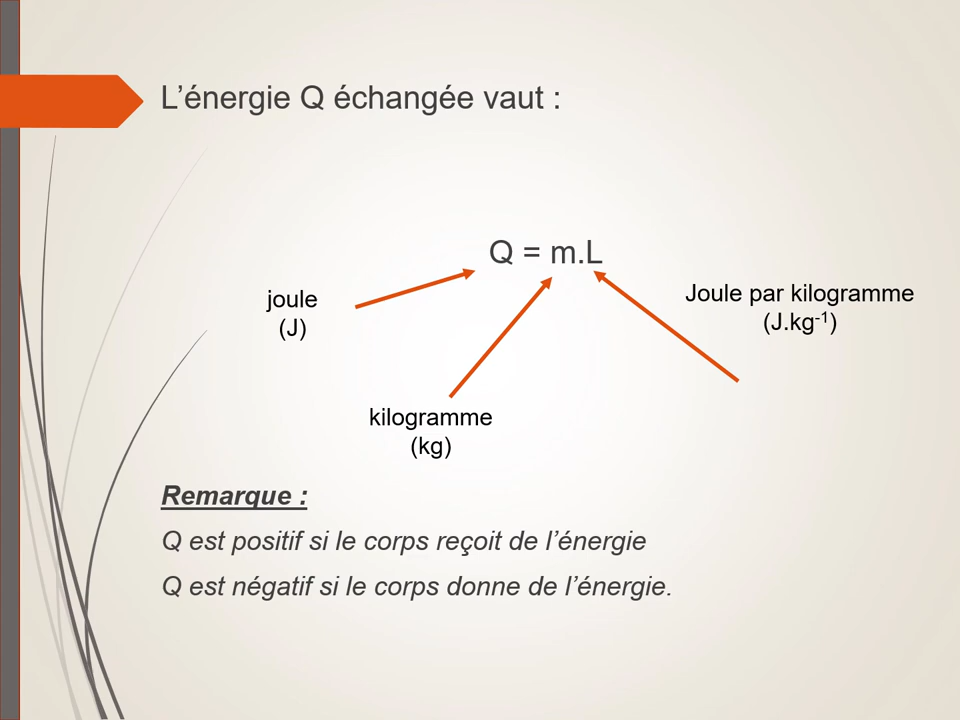 L’énergie Q échangée vaut :
Q = m.L
joule
(J)
Joule par kilogramme
(J.kg⁻¹)
kilogramme
(kg)
Remarque :
Q est positif si le corps reçoit de l’énergie
Q est négatif si le corps donne de l’énergie.